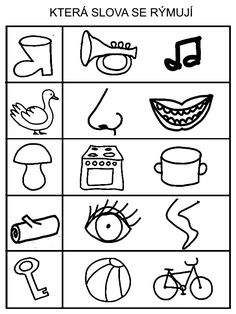 KTERÁ SLOVA SE RÝMUJÍ